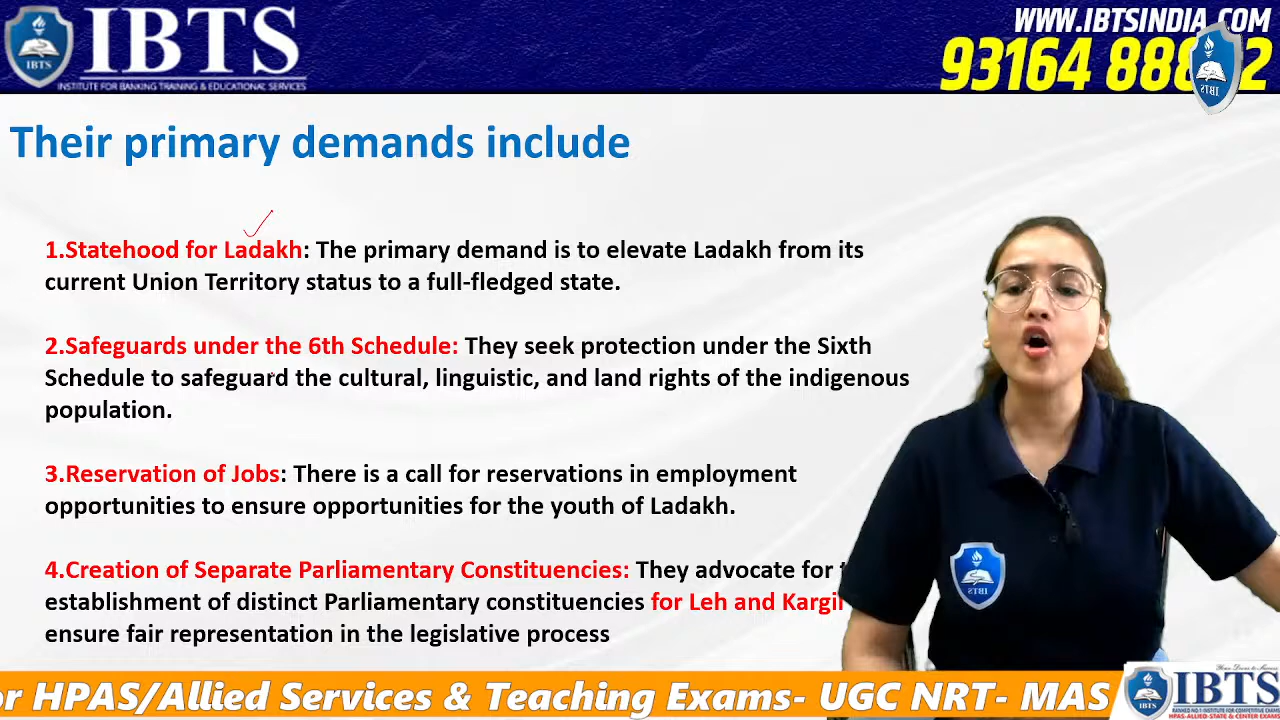 IBTS
INSTITUTE FOR BANKING TRAINING & EDUCATIONAL SERVICES
IBTS
WWW.IBTSINDIA.COM
93164 88
Their primary demands include
1.Statehood for Ladakh: The primary demand is to elevate Ladakh from its
current Union Territory status to a full-fledged state.
2.Safeguards under the 6th Schedule: They seek protection under the Sixth
Schedule to safeguard the cultural, linguistic, and land rights of the indigenous
population.
3.Reservation of Jobs: There is a call for reservations in employment
opportunities to ensure opportunities for the youth of Ladakh.
4.Creation of Separate Parliamentary Constituencies: They advocate for
establishment of distinct Parliamentary constituencies for Leh and Kargil
ensure fair representation in the legislative process
IBTS
or HPAS/Allied Services & Teaching Exams- UGC NRT- MAS
IBTS